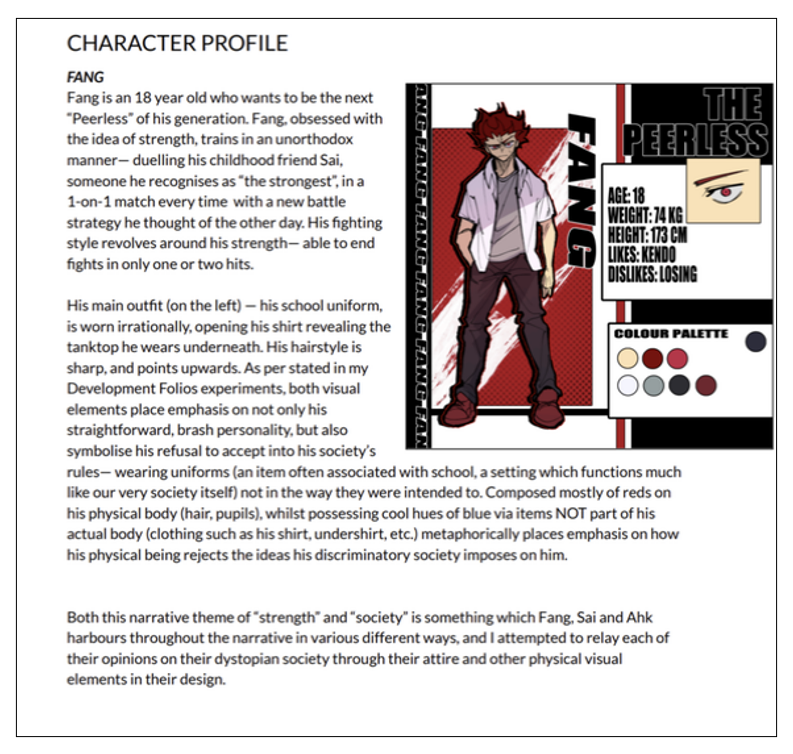 CHARACTER PROFILE
FANG
Fang is an 18 year old who wants to be the next
“Peerless” of his generation. Fang, obsessed with
the idea of strength, trains in an unorthodox
manner— duelling his childhood friend Sai,
someone he recognises as “the strongest”, in a
1-on-1 match every time with a new battle
strategy he thought of the other day. His fighting
style revolves around his strength— able to end
fights in only one or two hits.
His main outfit (on the left) — his school uniform,
is worn irrationally, opening his shirt revealing the
tanktop he wears underneath. His hairstyle is
sharp, and points upwards. As per stated in my
Development Folios experiments, both visual
elements place emphasis on not only his
straightforward, brash personality, but also
symbolise his refusal to accept into his society’s
rules— wearing uniforms (an item often associated with school, a setting which functions much
like our very society itself) not in the way they were intended to. Composed mostly of reds on
his physical body (hair, pupils), whilst possessing cool hues of blue via items NOT part of his
actual body (clothing such as his shirt, undershirt, etc.) metaphorically places emphasis on how
his physical being rejects the ideas his discriminatory society imposes on him.
Both this narrative theme of “strength” and “society” is something which Fang, Sai and Ahk
harbours throughout the narrative in various different ways, and I attempted to relay each of
their opinions on their dystopian society through their attire and other physical visual
elements in their design.
ANG FANG FANG FANG FANG FANG FAN
FANG
THE
PEERLESS
AGE: 18
WEIGHT: 74 KG
HEIGHT: 173 CM
LIKES: KENDO
DISLIKES: LOSING
COLOUR PALETTE